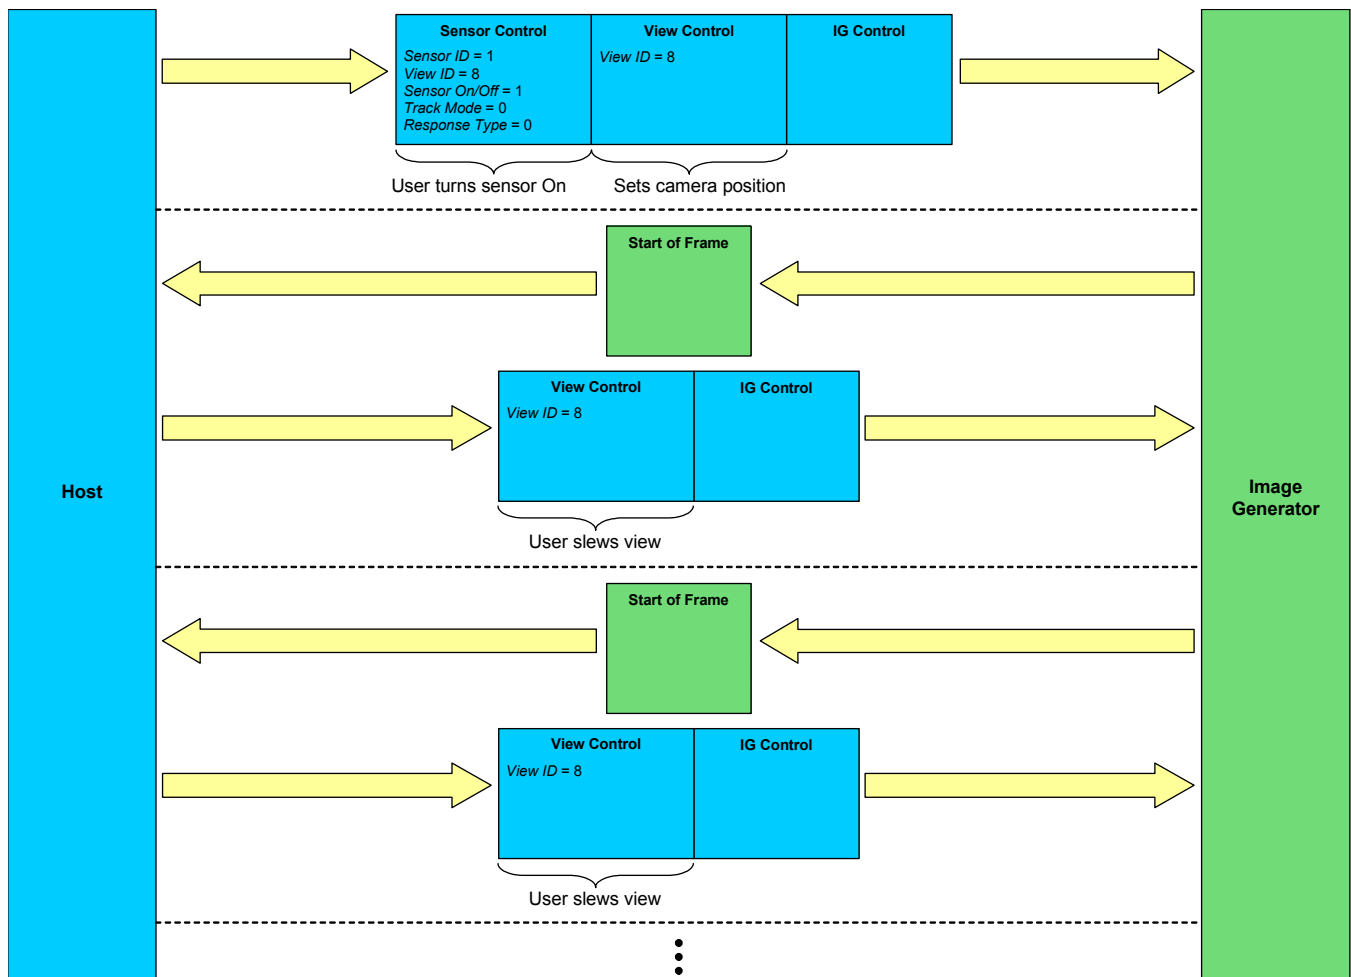 Sensor Control
Sensor ID = 1
View ID = 8
Sensor On/Off = 1
Track Mode = 0
Response Type = 0
View Control
View ID = 8
IG Control
User turns sensor On
Sets camera position
Start of Frame
View Control
View ID = 8
IG Control
Host
Image
Generator
User slews view
Start of Frame
View Control
View ID = 8
IG Control
User slews view